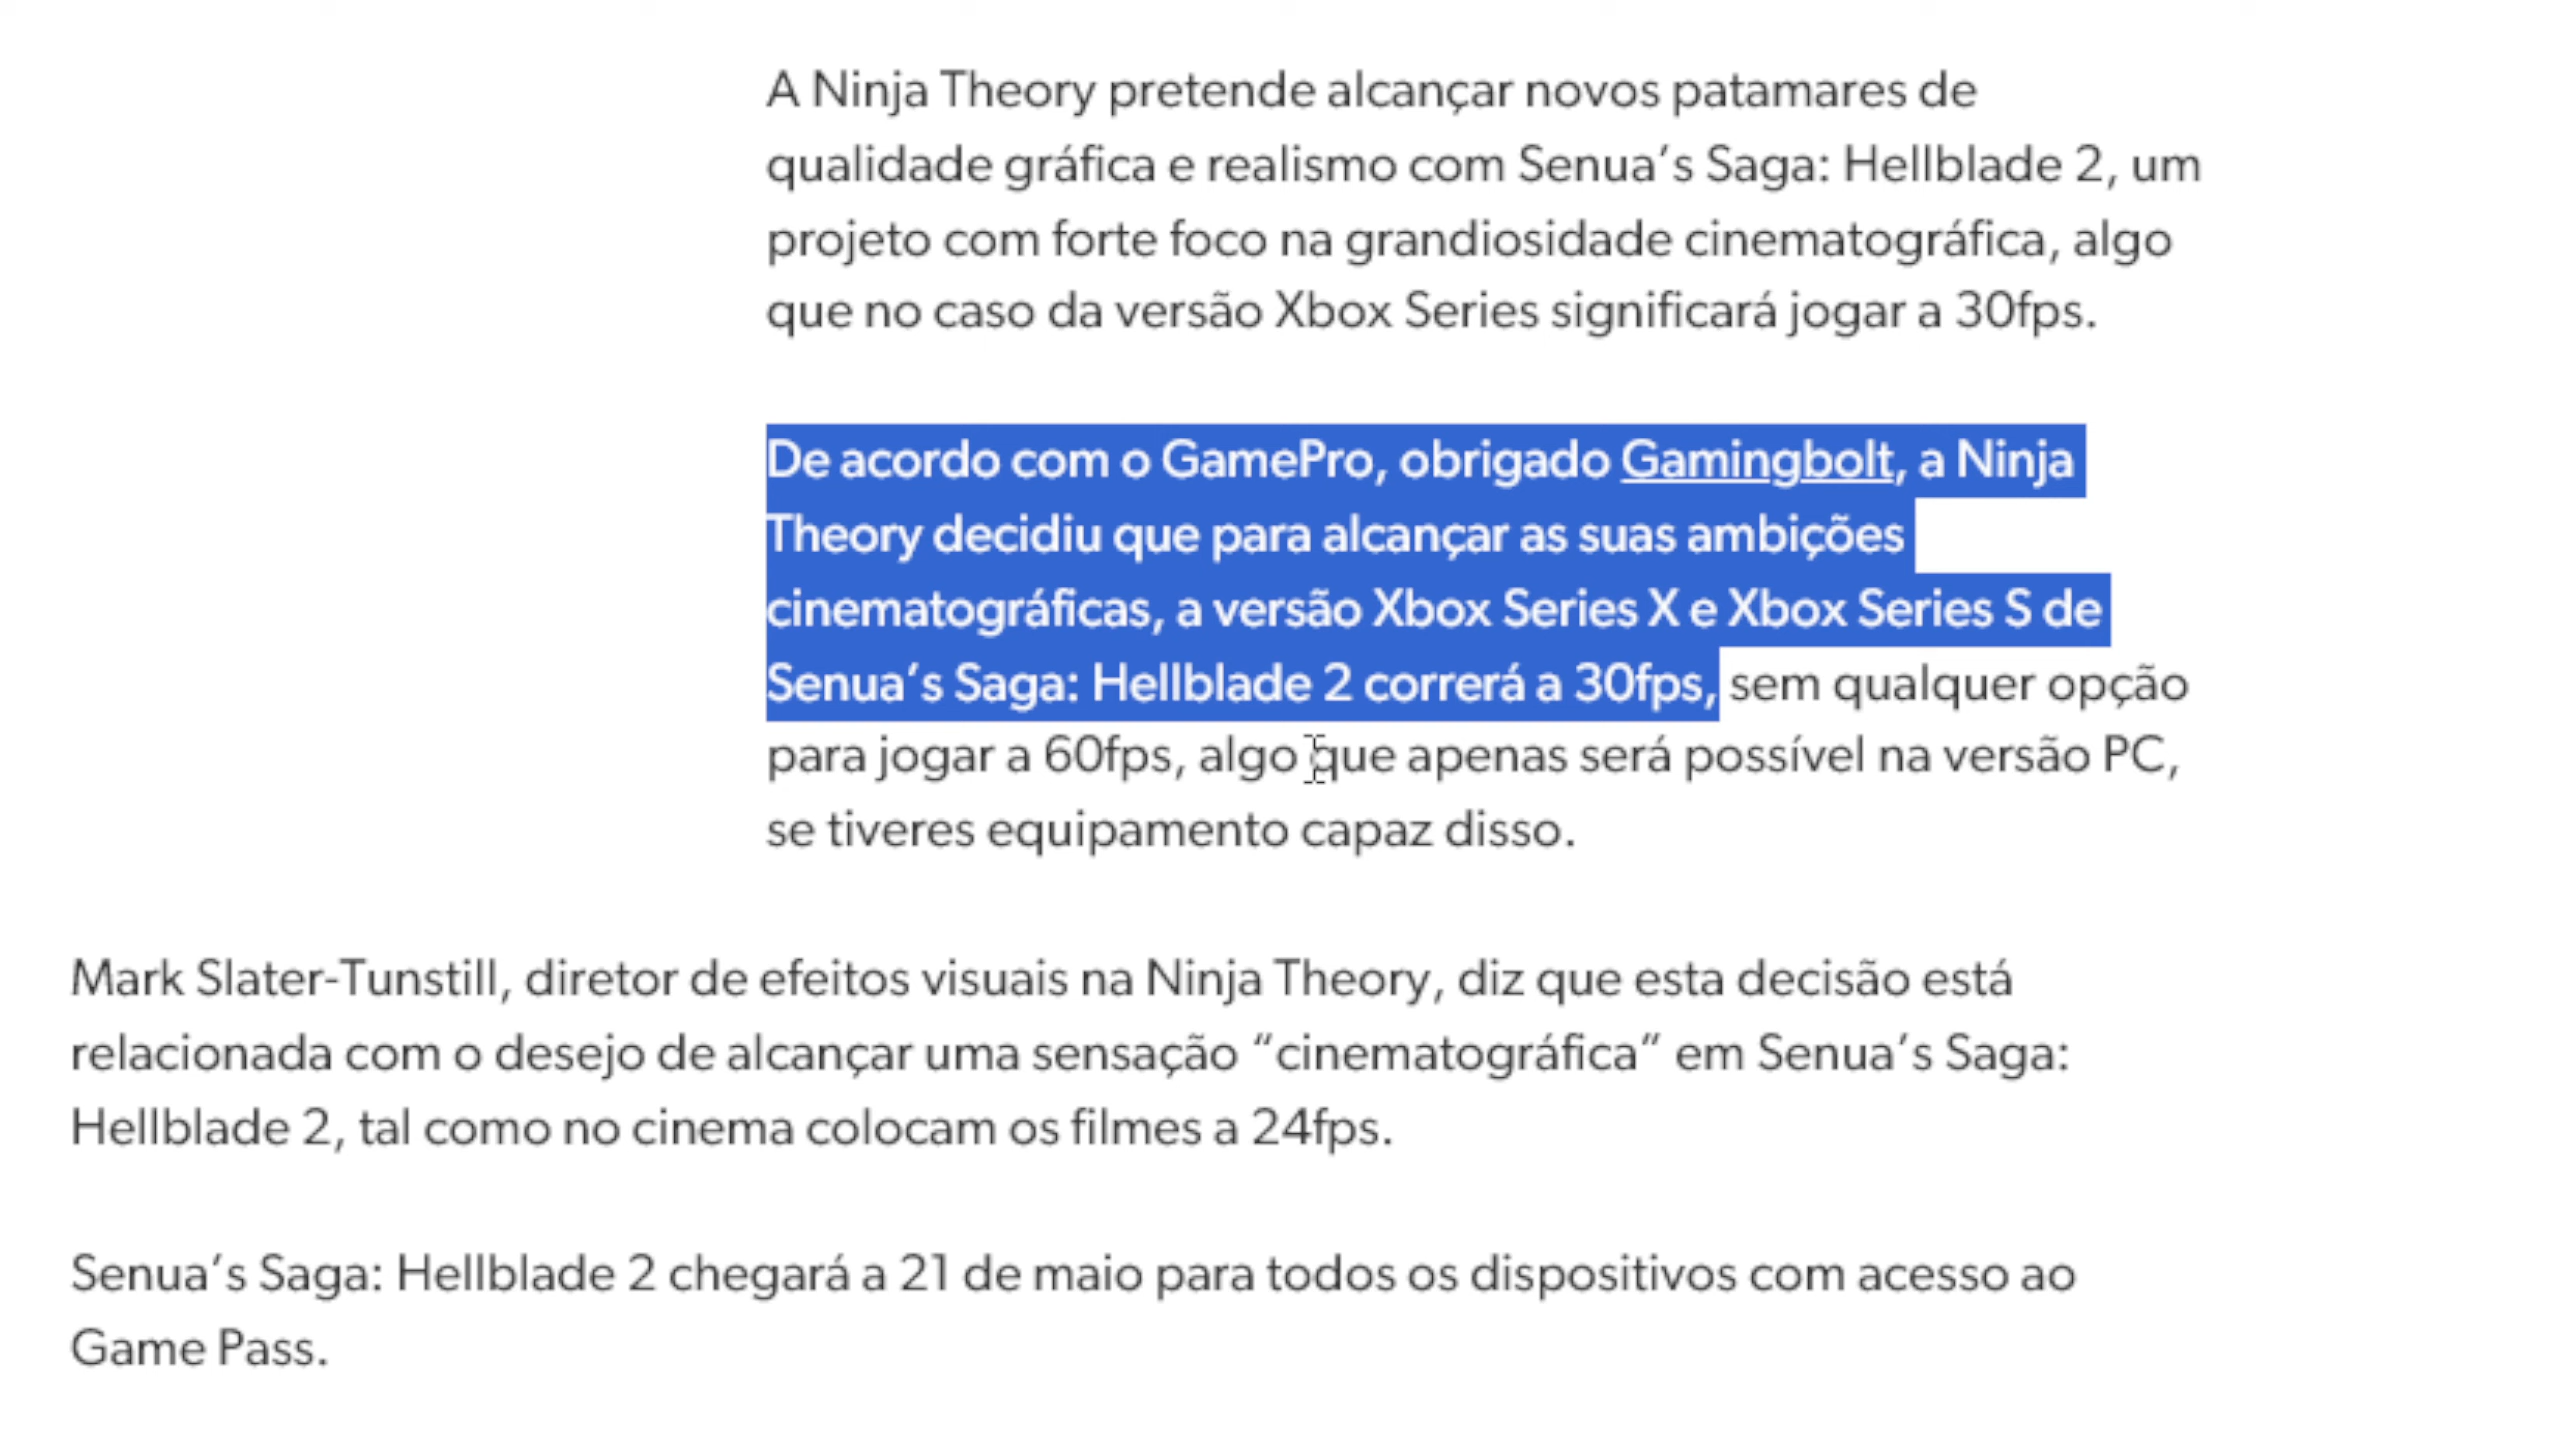 A Ninja Theory pretende alcançar novos patamares de
qualidade gráfica e realismo com Senua’s Saga: Hellblade 2, um
projeto com forte foco na grandiosidade cinematográfica, algo
que no caso da versão Xbox Series significará jogar a 30fps.
De acordo com o GamePro, obrigado Gamingbolt, a Ninja
Theory decidiu que para alcançar as suas ambições
cinematográficas, a versão Xbox Series X e Xbox Series S de
Senua’s Saga: Hellblade 2 correrá a 30fps, sem qualquer opção
para jogar a 60fps, algo que apenas será possível na versão PC,
se tiveres equipamento capaz disso.
Mark Slater-Tunstill, diretor de efeitos visuais na Ninja Theory, diz que esta decisão está
relacionada com o desejo de alcançar uma sensação “cinematográfica” em Senua’s Saga:
Hellblade 2, tal como no cinema colocam os filmes a 24fps.
Senua’s Saga: Hellblade 2 chegará a 21 de maio para todos os dispositivos com acesso ao
Game Pass.